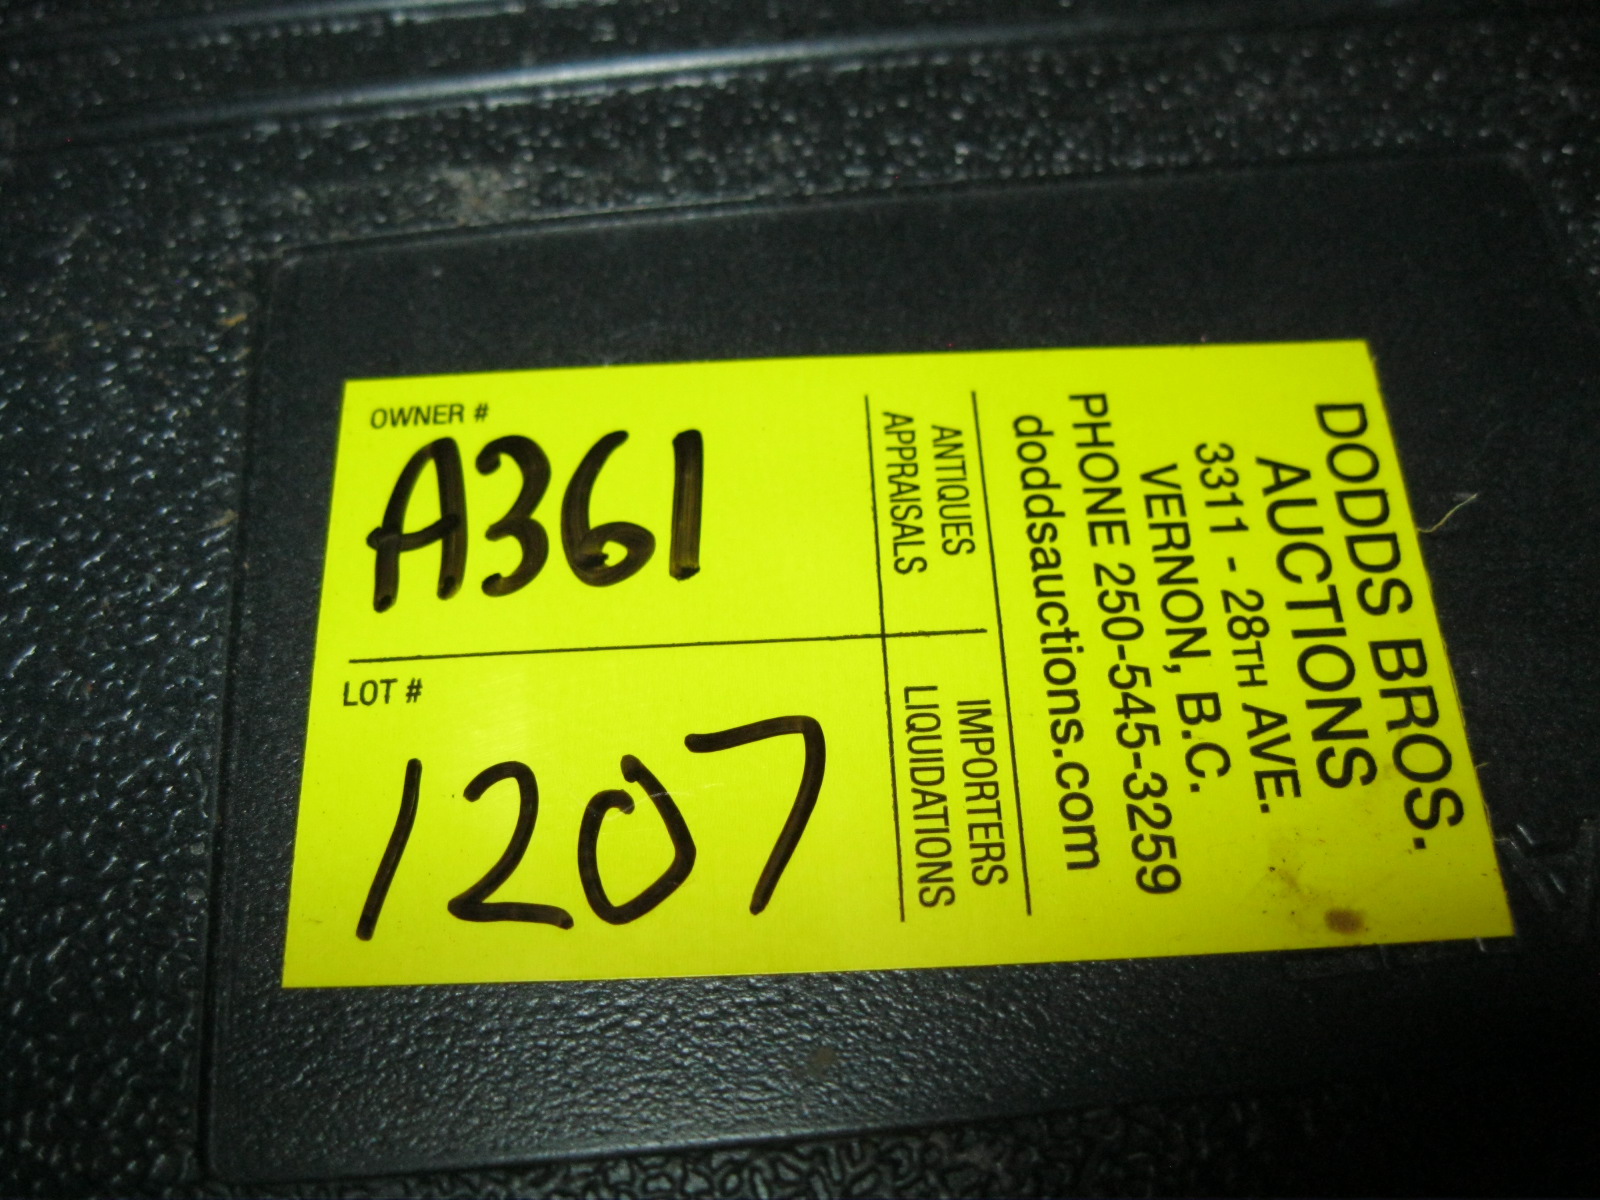 OWNER #
A361
LOT #
1207
ANTIQUES
APPRAISALS
IMPORTERS
LIQUIDATIONS
DODDS BROS.
AUCTIONS
3311 - 28TH AVE.
VERNON, B.C.
PHONE 250-545-3259
doddsauctions.com